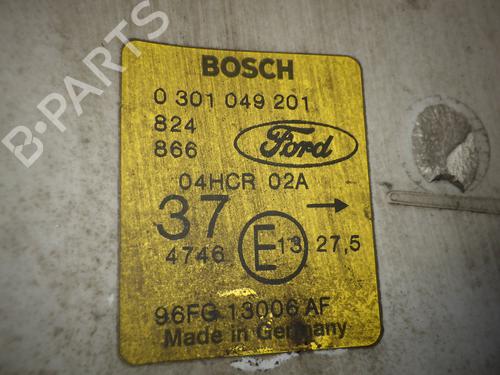 B-PARTS
BOSCH
0 301 049 201
824
866
Ford
04HCR 02A
37
4746
E13
27,5
96FG 13006 AF
Made in Germany